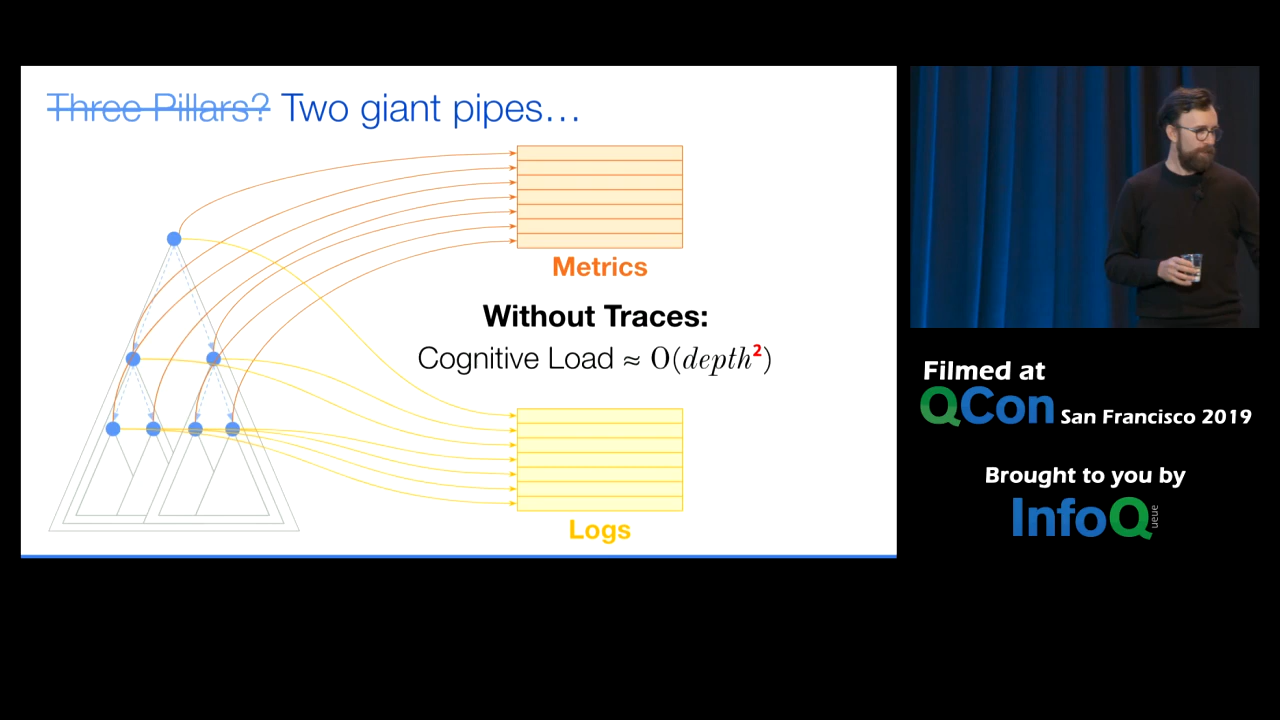 Three Pillars? Two giant pipes...
Metrics
Without Traces:
Cognitive Load ≈ O(depth²)
Logs
Filmed at
QCon San Francisco 2019
Brought to you by
InfoQ
queue